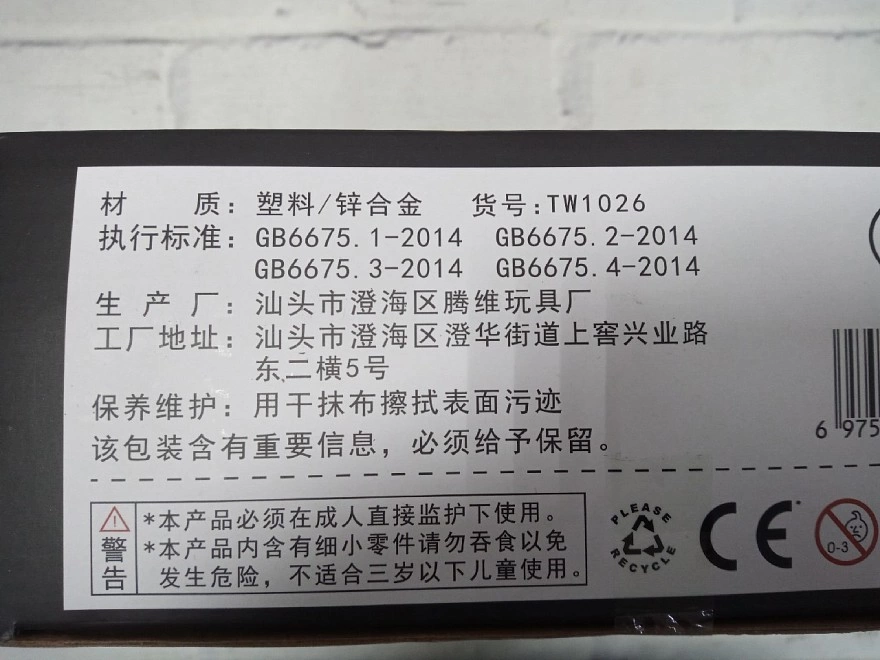 材 质：塑料/锌合金 货号：TW1026
执行标准：GB6675.1-2014 GB6675.2-2014
GB6675.3-2014 GB6675.4-2014
生产厂：汕头市澄海区腾维玩具厂
工厂地址：汕头市澄海区澄华街道上窖兴业路
东二横5号
保养维护：用干抹布擦拭表面污迹
该包装含有重要信息，必须给予保留。
6 975
警告
*本产品必须在成人直接监护下使用。
*本产品内含有细小零件请勿吞食以免
发生危险，不适合三岁以下儿童使用。
PLEASE
RECYCLE
CE
0-3